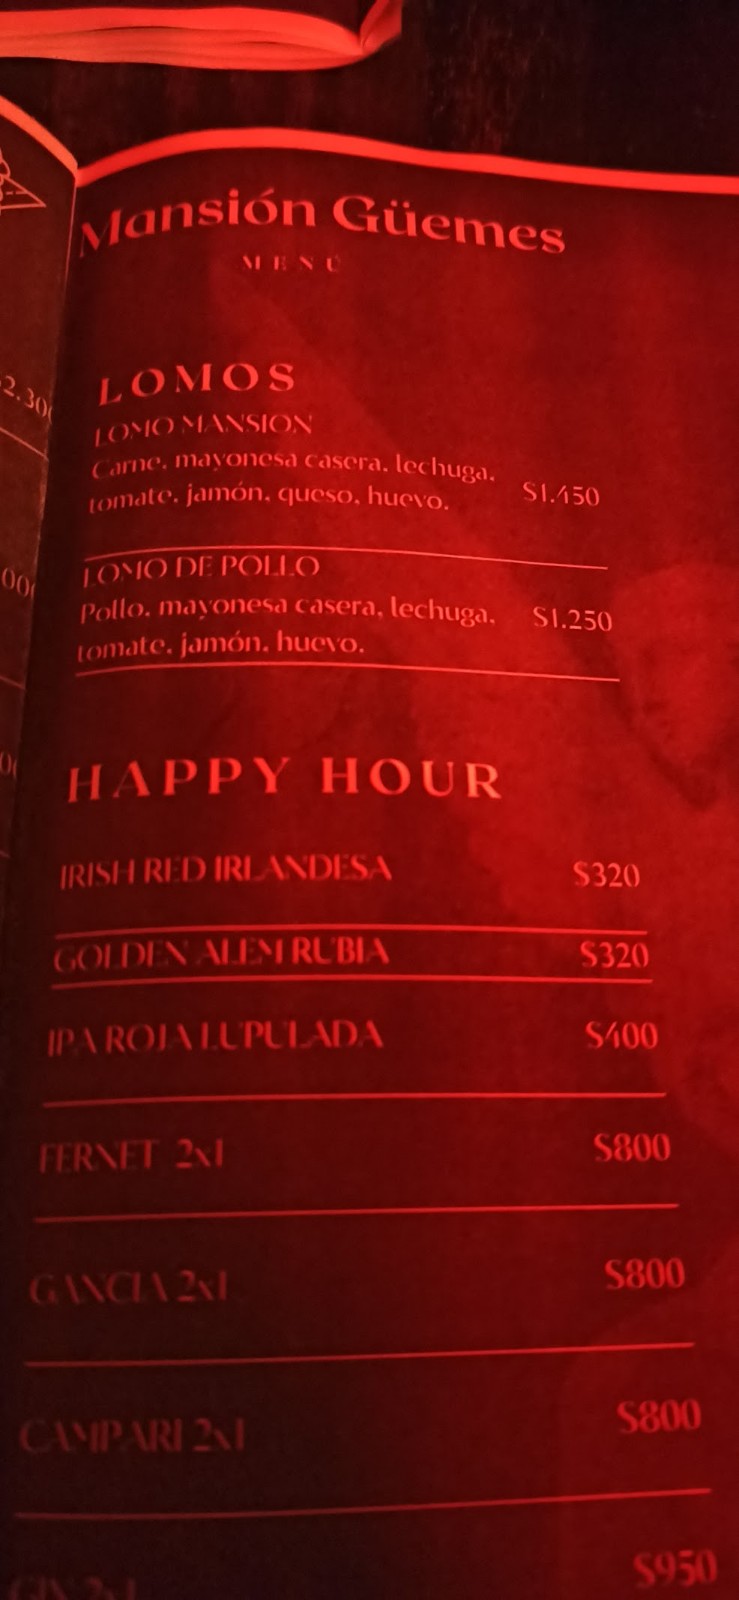 Mansión Güemes
MENÚ
LOMOS
LOMO MANSION
Carne, mayonesa casera, lechuga,
tomate, jamón, queso, huevo.
$1.450
LOMO DE POLLO
Pollo, mayonesa casera, lechuga,
tomate, jamón, huevo.
$1.250
HAPPY HOUR
IRISH RED IRLANDESA $320
GOLDEN ALEM RUBIA $320
IPA ROJA LUPULADA $400
FERNET 2x1 $800
GANCIA 2x1 $800
CAMPARI 2x1 $800
GIN 2x1 $950